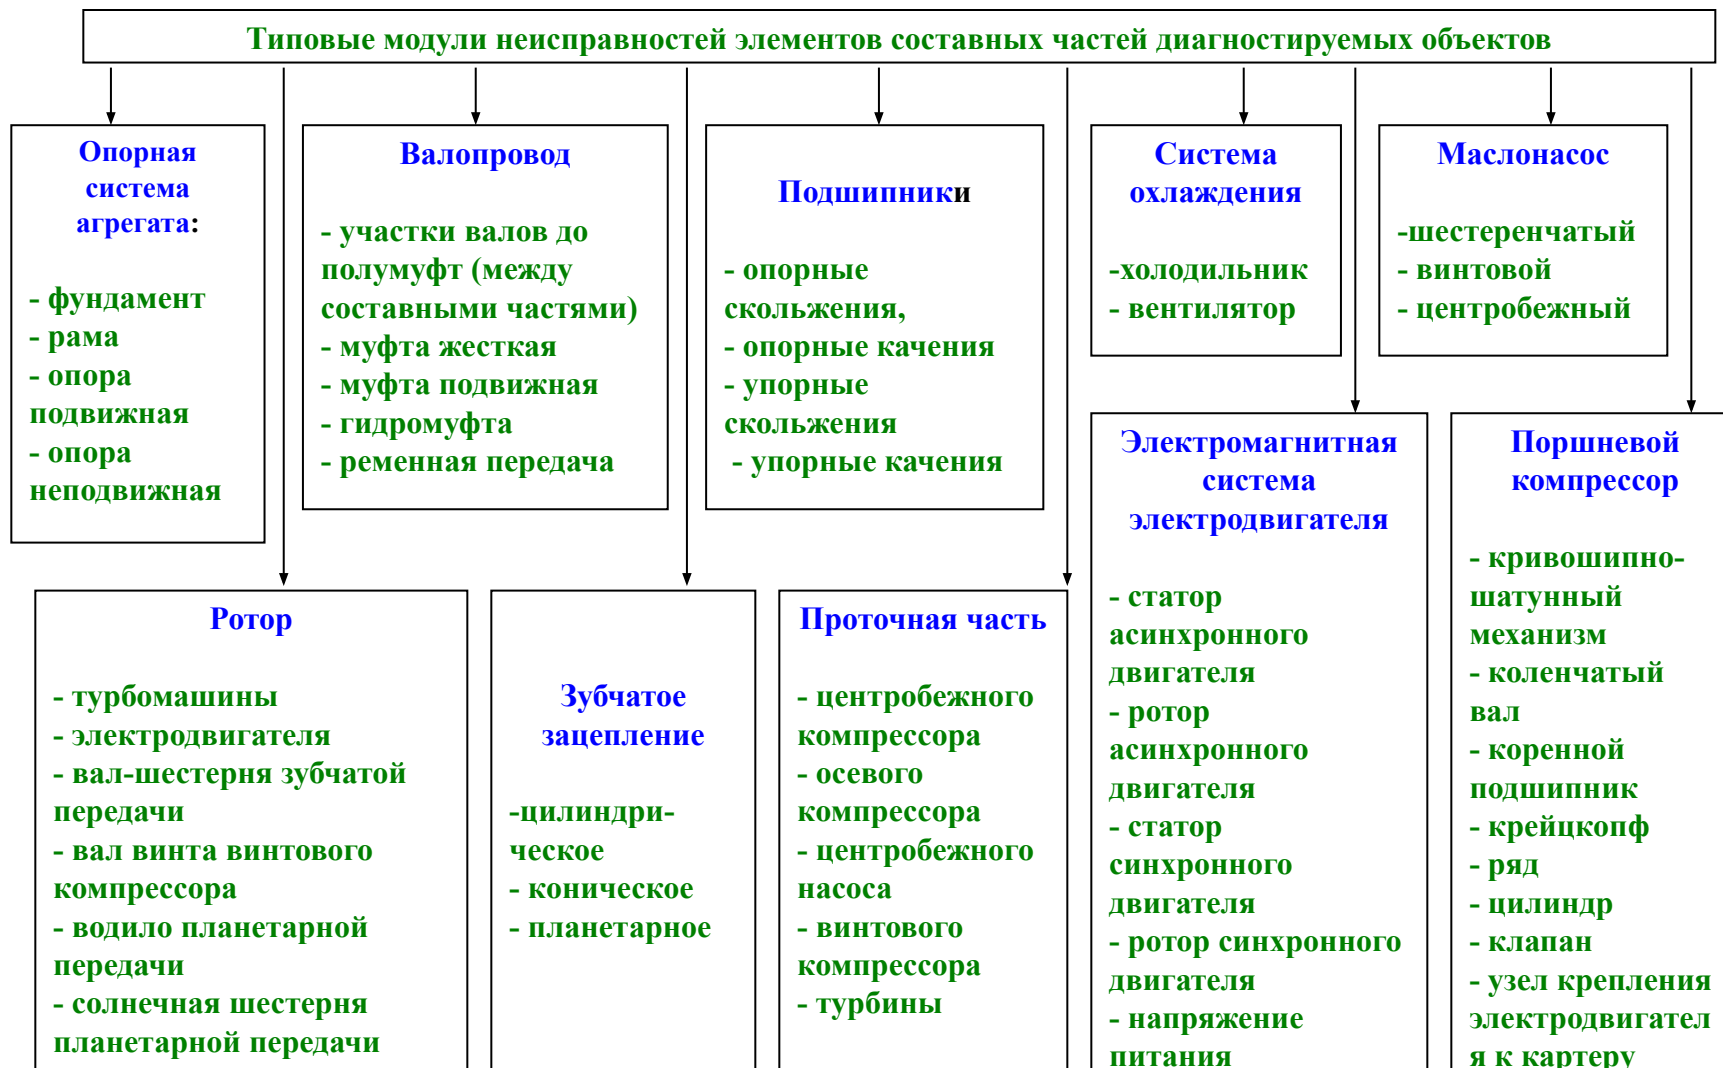 Типовые модули неисправностей элементов составных частей диагностируемых объектов
Опорная
система
агрегата:
- фундамент
- рама
- опора
подвижная
- опора
неподвижная
Валопровод
- участки валов до
полумуфт (между
составными частями)
- муфта жесткая
- муфта подвижная
- гидромуфта
- ременная передача
Подшипники
- опорные
скольжения,
- опорные качения
- упорные
скольжения
- упорные качения
Система
охлаждения
-холодильник
- вентилятор
Маслонасос
-шестеренчатый
- винтовой
- центробежный
Ротор
- турбомашины
- электродвигателя
- вал-шестерня зубчатой
передачи
- вал винта винтового
компрессора
- водило планетарной
передачи
- солнечная шестерня
планетарной передачи
Зубчатое
зацепление
-цилиндри-
ческое
- коническое
- планетарное
Проточная часть
- центробежного
компрессора
- осевого
компрессора
- центробежного
насоса
- винтового
компрессора
- турбины
Электромагнитная
система
электродвигателя
- статор
асинхронного
двигателя
- ротор
асинхронного
двигателя
- статор
синхронного
двигателя
- ротор синхронного
двигателя
- напряжение
питания
Поршневой
компрессор
- кривошипно-
шатунный
механизм
- коленчатый
вал
- коренной
подшипник
- крейцкопф
- ряд
- цилиндр
- клапан
- узел крепления
электродвигател
я к картеру